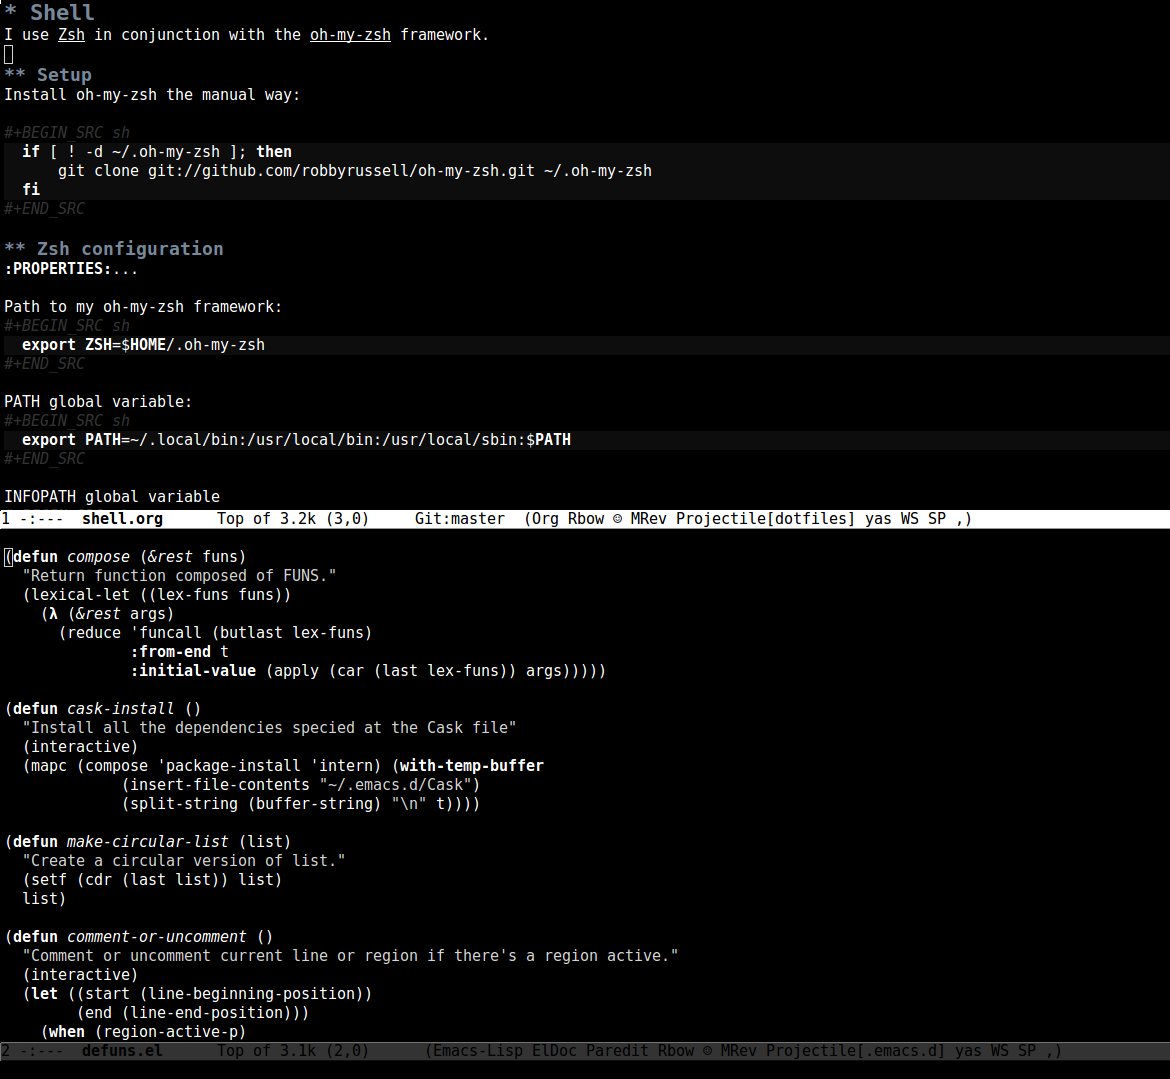 * Shell
I use Zsh in conjunction with the oh-my-zsh framework.
** Setup
Install oh-my-zsh the manual way:
#+BEGIN_SRC sh
  if [ ! -d ~/.oh-my-zsh ]; then
      git clone git://github.com/robbyrussell/oh-my-zsh.git ~/.oh-my-zsh
  fi
#+END_SRC
** Zsh configuration
:PROPERTIES:...
Path to my oh-my-zsh framework:
#+BEGIN_SRC sh
  export ZSH=$HOME/.oh-my-zsh
#+END_SRC
PATH global variable:
#+BEGIN_SRC sh
  export PATH=~/.local/bin:/usr/local/bin:/usr/local/sbin:$PATH
#+END_SRC
INFOPATH global variable
1 -:---  shell.org      Top of 3.2k (3,0)     Git:master  (Org Rbow ☺ MRev Projectile[dotfiles] yas WS SP ,)
(defun compose (&rest funs)
  "Return function composed of FUNS."
  (lexical-let ((lex-funs funs))
    (λ (&rest args)
      (reduce 'funcall (butlast lex-funs)
              :from-end t
              :initial-value (apply (car (last lex-funs)) args)))))
(defun cask-install ()
  "Install all the dependencies specied at the Cask file"
  (interactive)
  (mapc (compose 'package-install 'intern) (with-temp-buffer
             (insert-file-contents "~/.emacs.d/Cask")
             (split-string (buffer-string) "\n" t))))
(defun make-circular-list (list)
  "Create a circular version of list."
  (setf (cdr (last list)) list)
  list)
(defun comment-or-uncomment ()
  "Comment or uncomment current line or region if there's a region active."
  (interactive)
  (let ((start (line-beginning-position))
        (end (line-end-position)))
    (when (region-active-p)
2 -:---  defuns.el      Top of 3.1k (2,0)      (Emacs-Lisp ElDoc Paredit Rbow ☺ MRev Projectile[.emacs.d] yas WS SP ,)